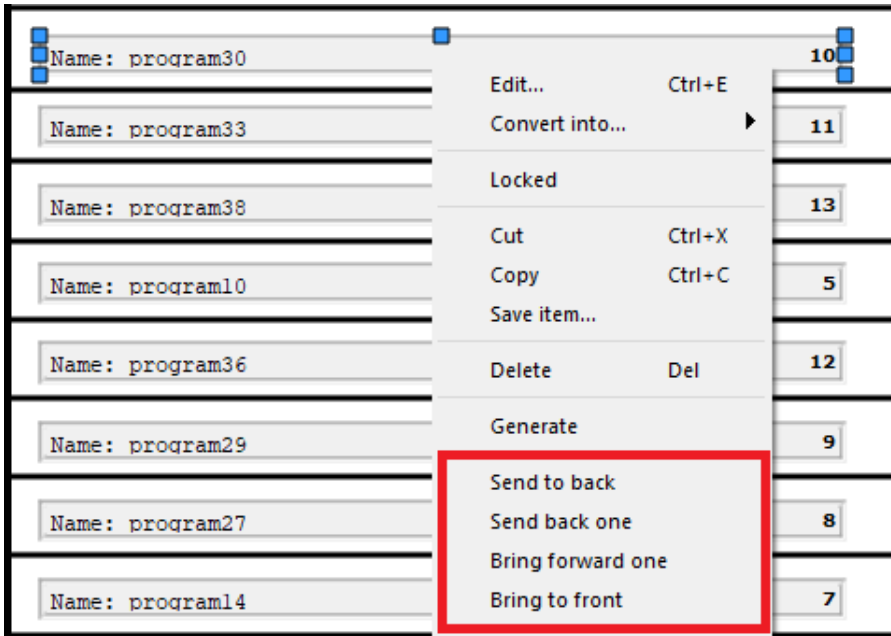 Name: program30 10
Edit... Ctrl+E
Convert into...
Name: program33 11
Locked
Name: program38 13
Cut Ctrl+X
Copy Ctrl+C
Name: program10 5
Save item...
Name: program36 12
Delete Del
Generate
Name: program29 9
Send to back
Send back one
Name: program27 8
Bring forward one
Bring to front
Name: program14 7